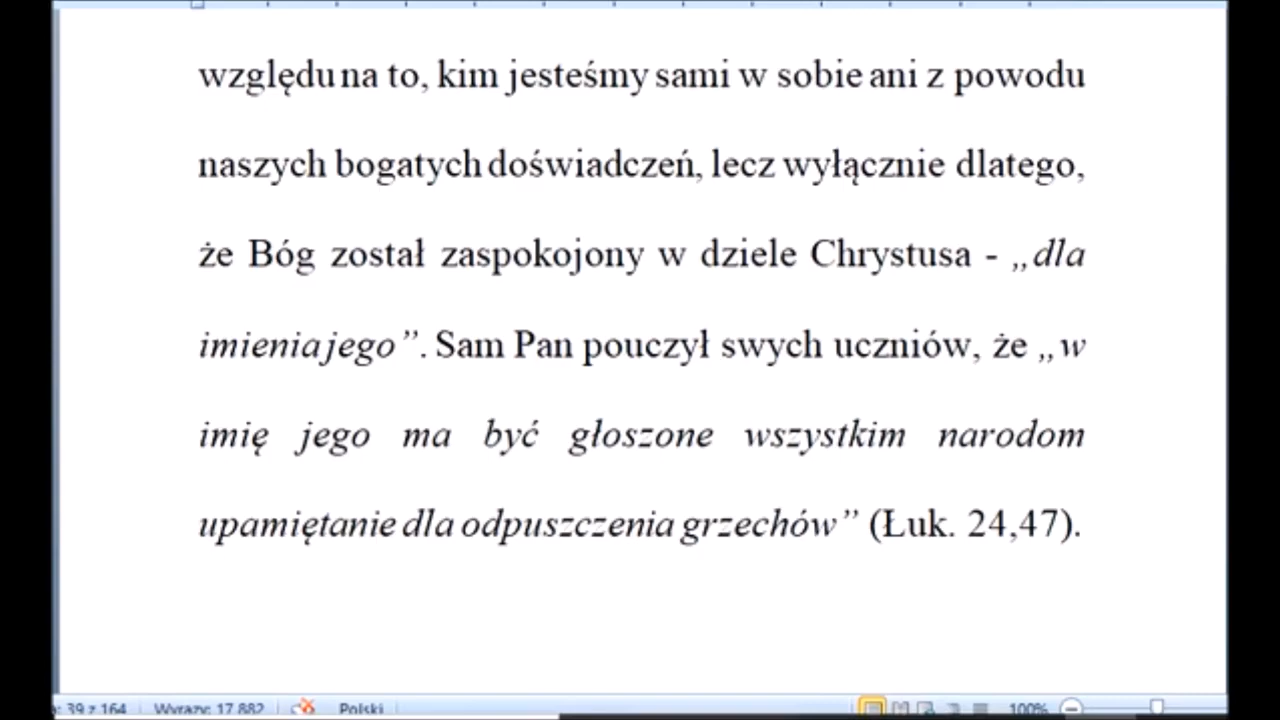 względu na to, kim jesteśmy sami w sobie ani z powodu
naszych bogatych doświadczeń, lecz wyłącznie dlatego,
że Bóg został zaspokojony w dziele Chrystusa - „dla
imienia jego”. Sam Pan pouczył swych uczniów, że „w
imię jego ma być głoszone wszystkim narodom
upamiętanie dla odpuszczenia grzechów” (Łuk. 24,47).
: 39 z 164 Wyrazy: 17 882 Polski 100%